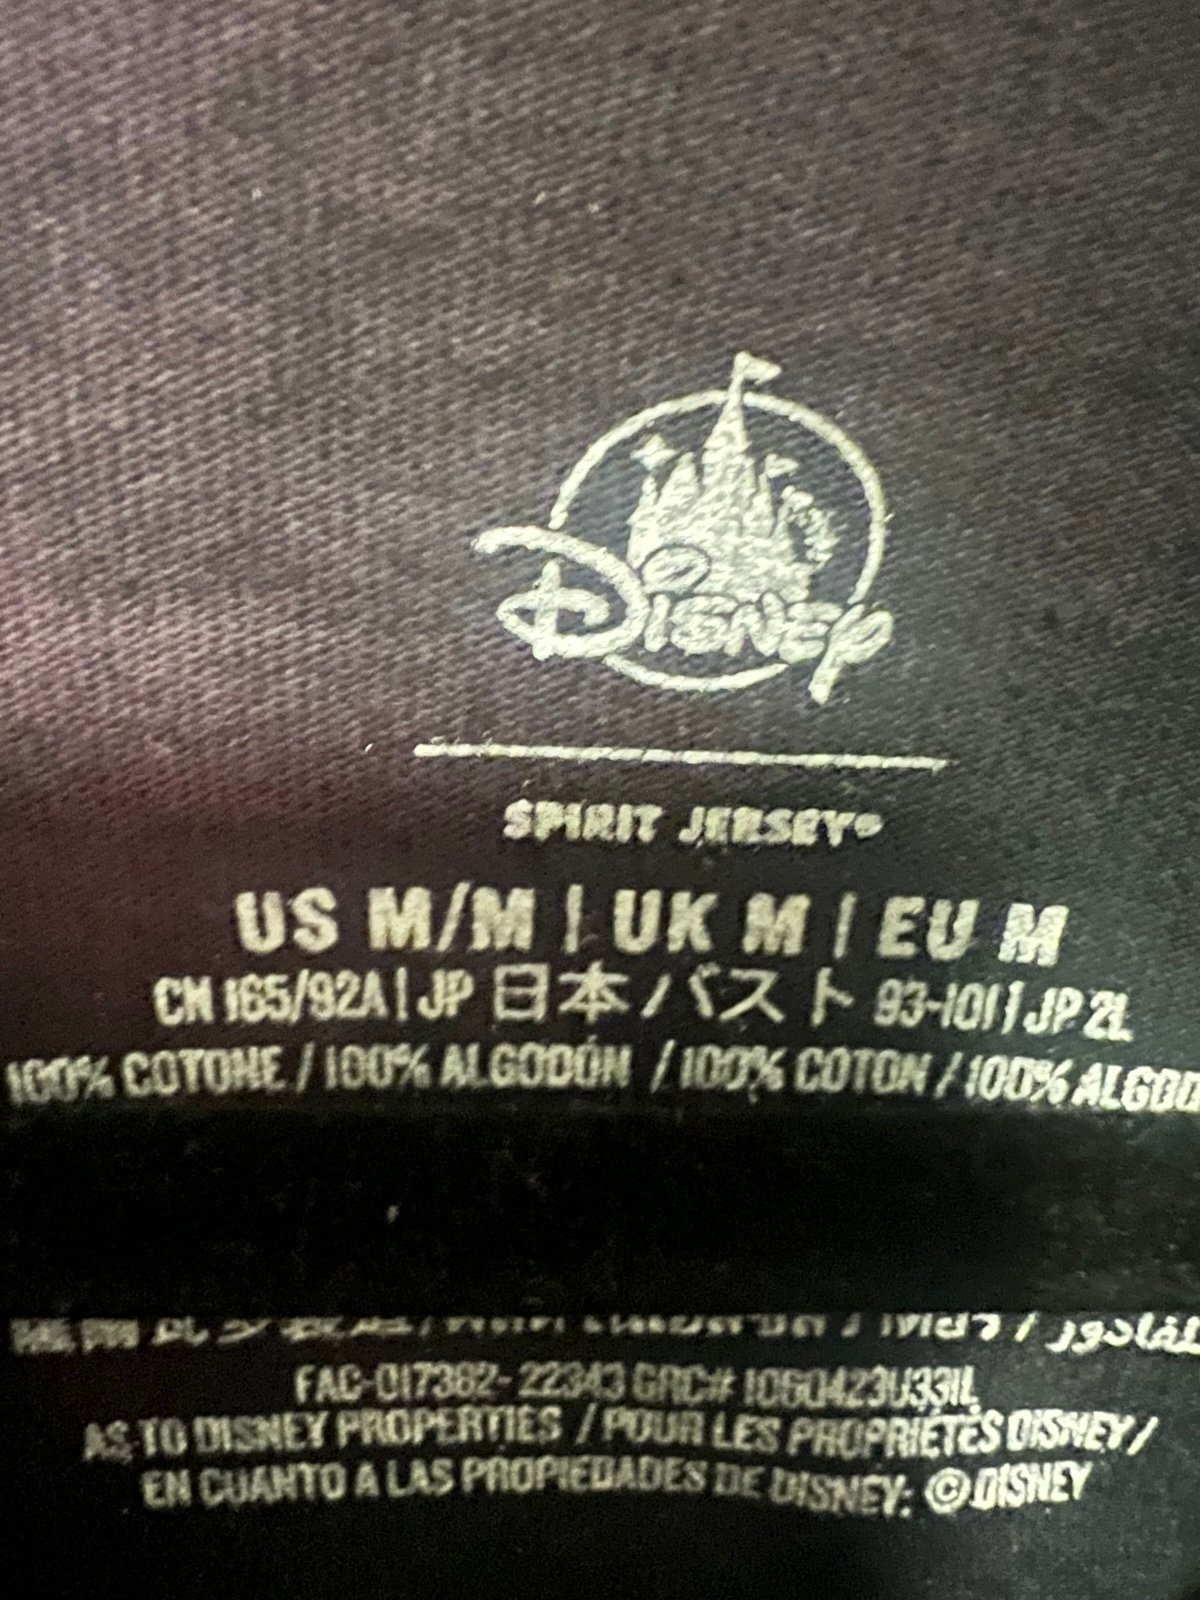 Disney
SPIRIT JERSEY®
US M/M | UK M | EU M
CN 165/92A | JP 日本 バスト 93-101 | JP 2L
100% COTONE / 100% ALGODÓN / 100% COTON / 100%
FAC-017382- 22343 GRC#
AS TO DISNEY PROPERTIES / POUR LES PROPRIÉTÉS DISNEY /
EN CUANTO A LAS PROPIEDADES DE DISNEY: © DISNEY